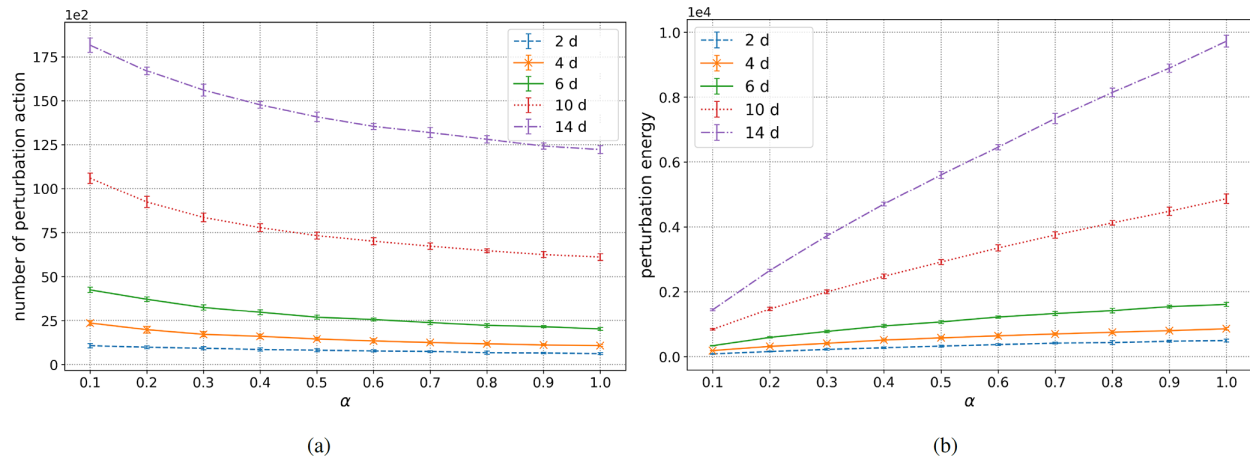 1e2
175
150
125
100
75
50
25
0
number of perturbation action
0.1 0.2 0.3 0.4 0.5 0.6 0.7 0.8 0.9 1.0
α
2 d
4 d
6 d
10 d
14 d
(a)
1e4
1.0
0.8
0.6
0.4
0.2
0.0
perturbation energy
0.1 0.2 0.3 0.4 0.5 0.6 0.7 0.8 0.9 1.0
α
2 d
4 d
6 d
10 d
14 d
(b)